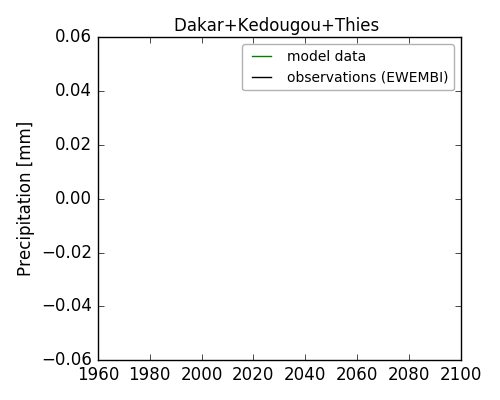 Dakar+Kedougou+Thies
model data
observations (EWEMBI)
Precipitation [mm]
0.06
0.04
0.02
0.00
−0.02
−0.04
−0.06
1960 1980 2000 2020 2040 2060 2080 2100